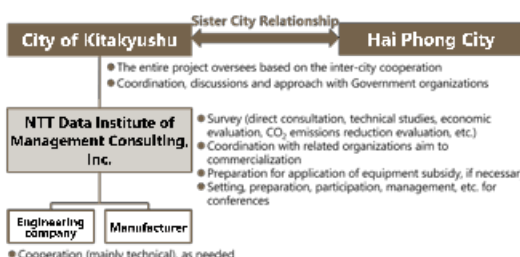 Sister City Relationship
City of Kitakyushu
Hai Phong City
● The entire project oversees based on the inter-city cooperation
● Coordination, discussions and approach with Government organizations
NTT Data Institute of
Management Consulting,
Inc.
● Survey (direct consultation, technical studies, economic
evaluation, CO₂ emissions reduction evaluation, etc.)
● Coordination with related organizations aim to
commercialization
● Preparation for application of equipment subsidy, if necessar
● Setting, preparation, participation, management, etc. for
conferences
Engineering
company
Manufacturer
● Cooperation (mainly technical), as needed